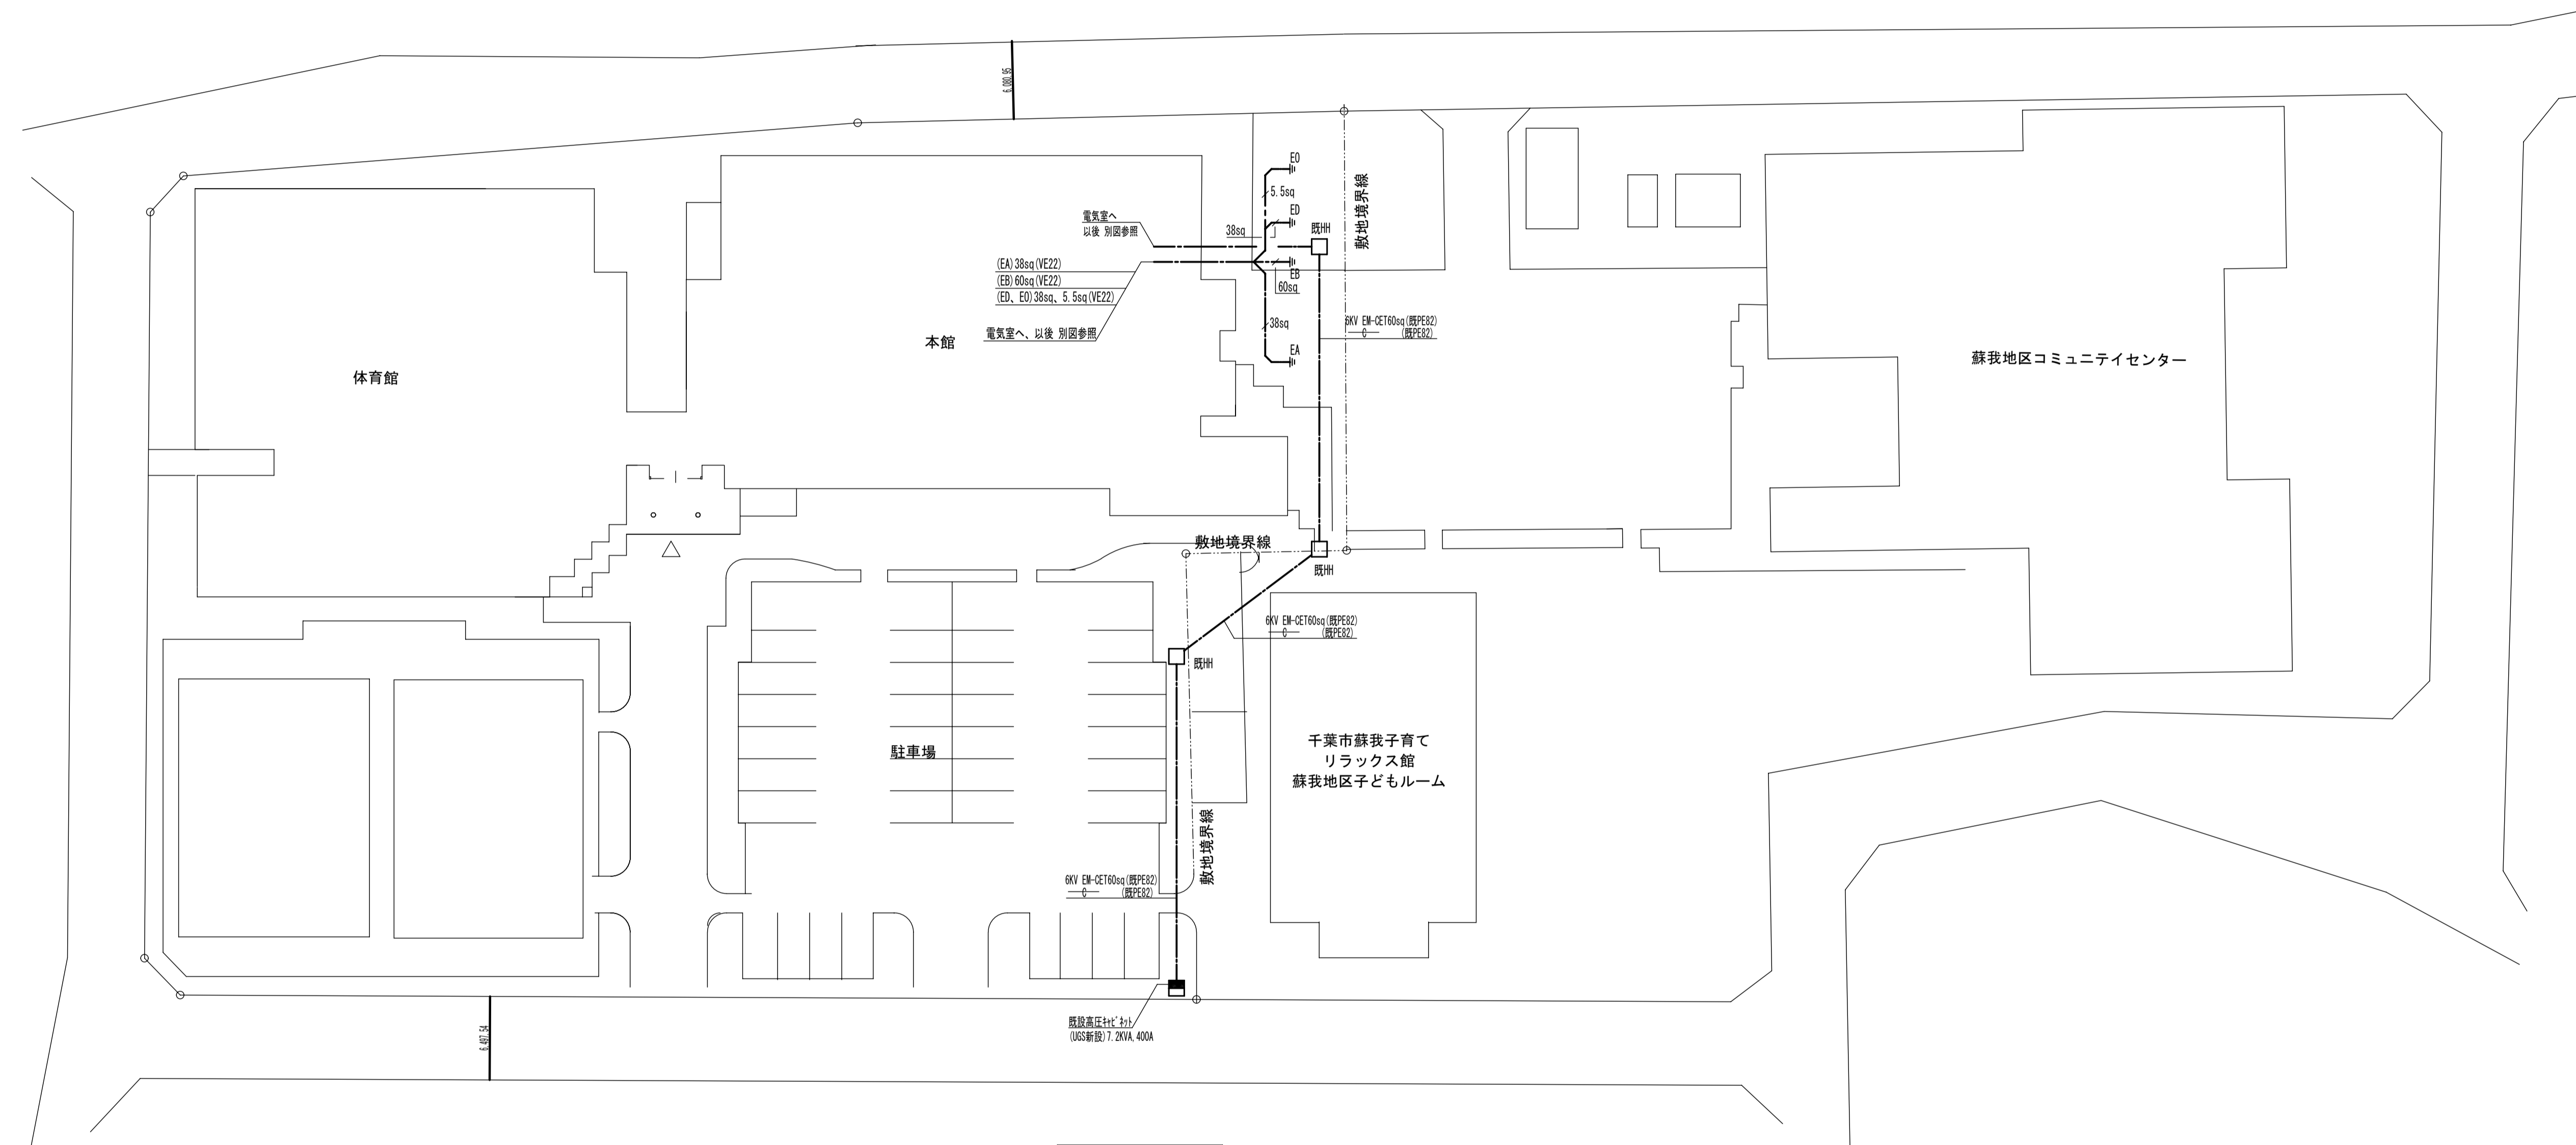 6,080.95
EO
5.5sq
敷地境界線
ED
電気室へ
以後 別図参照
38sq
既HH
(EA)38sq(VE22)
(EB)60sq(VE22)
(ED、EO)38sq、5.5sq(VE22)
EB
60sq
電気室へ、以後 別図参照
38sq
EA
6KV EM-CET60sq(既PE82)
C (既PE82)
本館
体育館
蘇我地区コミュニテイセンター
敷地境界線
既HH
6KV EM-CET60sq(既PE82)
C (既PE82)
既HH
駐車場
千葉市蘇我子育て
リラックス館
蘇我地区子どもルーム
敷地境界線
6KV EM-CET60sq(既PE82)
C (既PE82)
既設高圧ｷｬﾋﾞﾈｯﾄ
(UGS新設)7.2KVA,400A
6,497.54